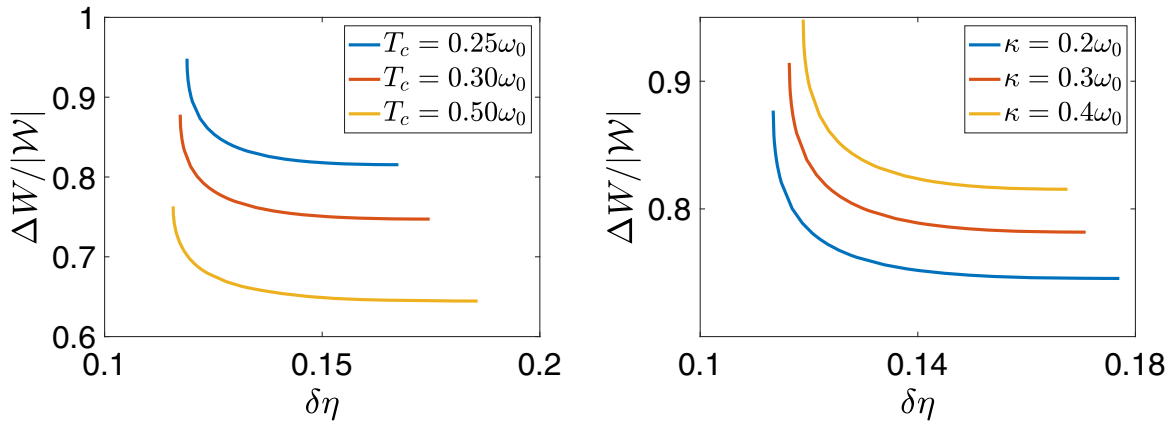 1
0.9
0.8
0.7
0.6
0.1
0.15
0.2
ΔW/|𝒲|
δη
T_c = 0.25ω_0
T_c = 0.30ω_0
T_c = 0.50ω_0
0.9
0.8
0.1
0.14
0.18
ΔW/|𝒲|
δη
κ = 0.2ω_0
κ = 0.3ω_0
κ = 0.4ω_0